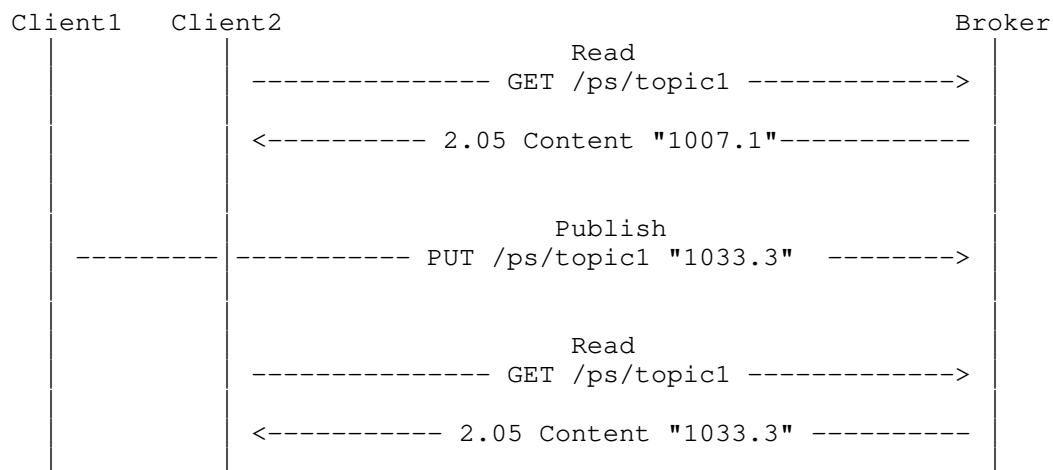 Client1 Client2 Broker
Read
--------------- GET /ps/topic1 ------------->
<---------- 2.05 Content "1007.1"------------
Publish
---------|----------- PUT /ps/topic1 "1033.3" -------->
Read
--------------- GET /ps/topic1 ------------->
<----------- 2.05 Content "1033.3" ----------